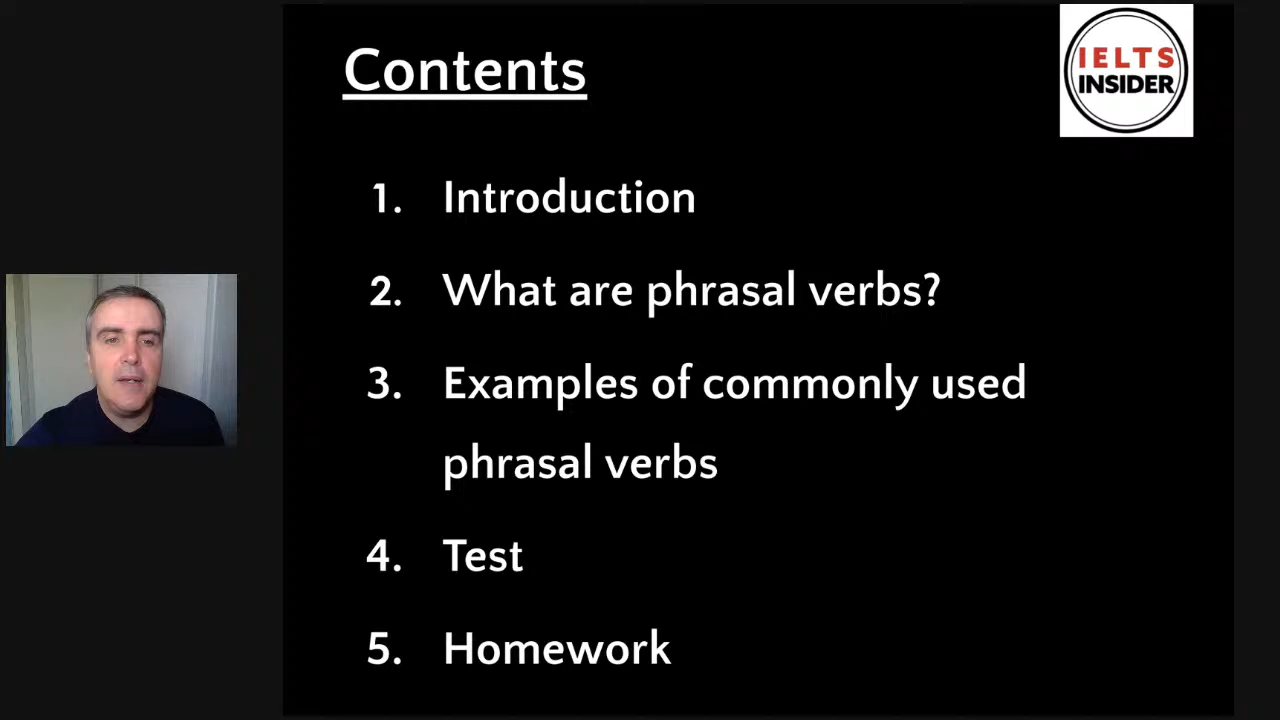 Contents
IELTS
INSIDER
1. Introduction
2. What are phrasal verbs?
3. Examples of commonly used
phrasal verbs
4. Test
5. Homework